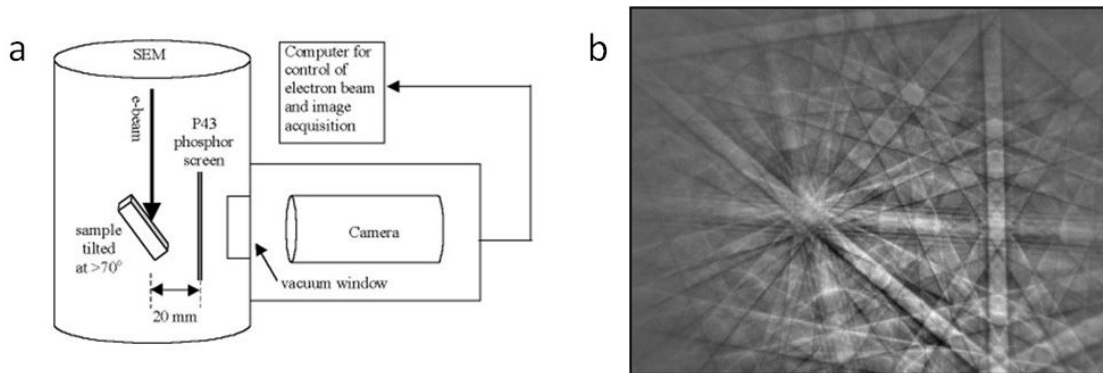 a
SEM
e-beam
P43
phosphor
screen
sample
tilted
at >70°
20 mm
Computer for
control of
electron beam
and image
acquisition
Camera
vacuum window
b